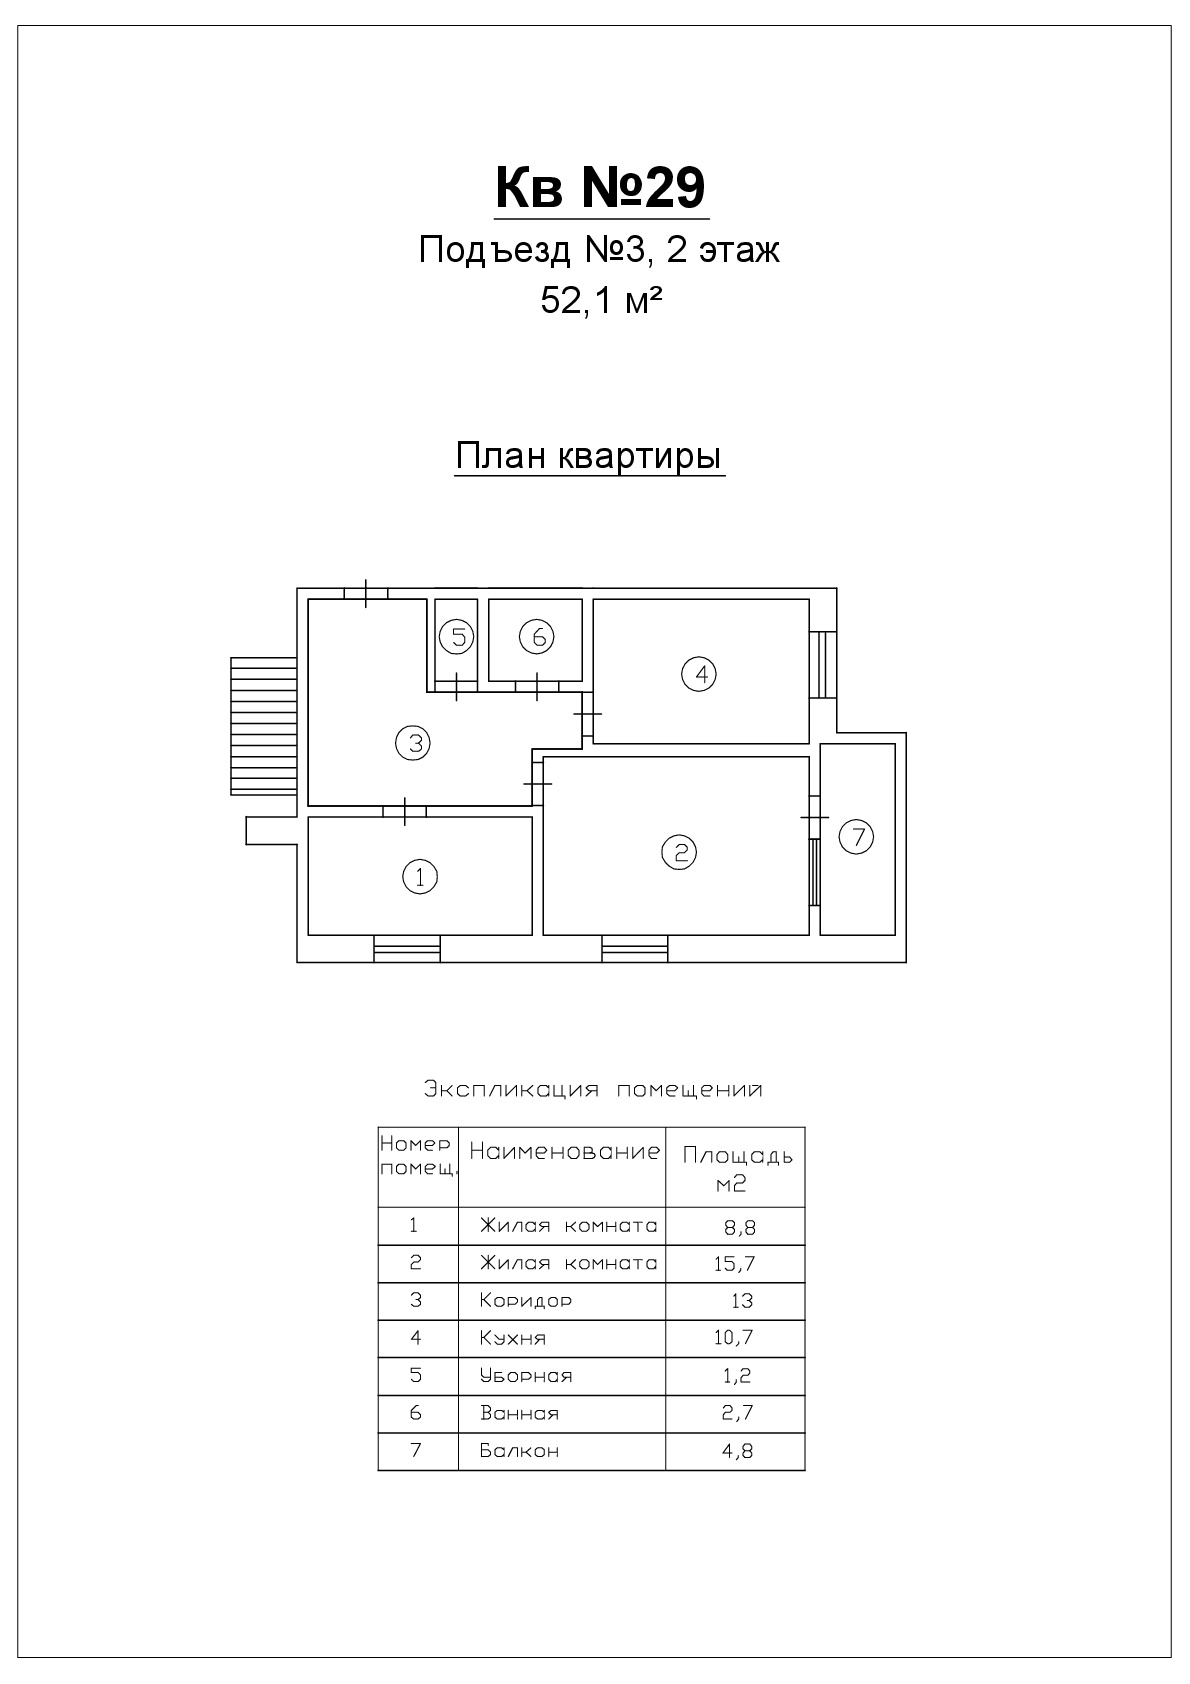 Кв №29
Подъезд №3, 2 этаж
52,1 м²
План квартиры
5
6
4
3
7
2
1
Экспликация помещений
Номер помещ. Наименование Площадь м2
1 Жилая комната 8,8
2 Жилая комната 15,7
3 Коридор 13
4 Кухня 10,7
5 Уборная 1,2
6 Ванная 2,7
7 Балкон 4,8